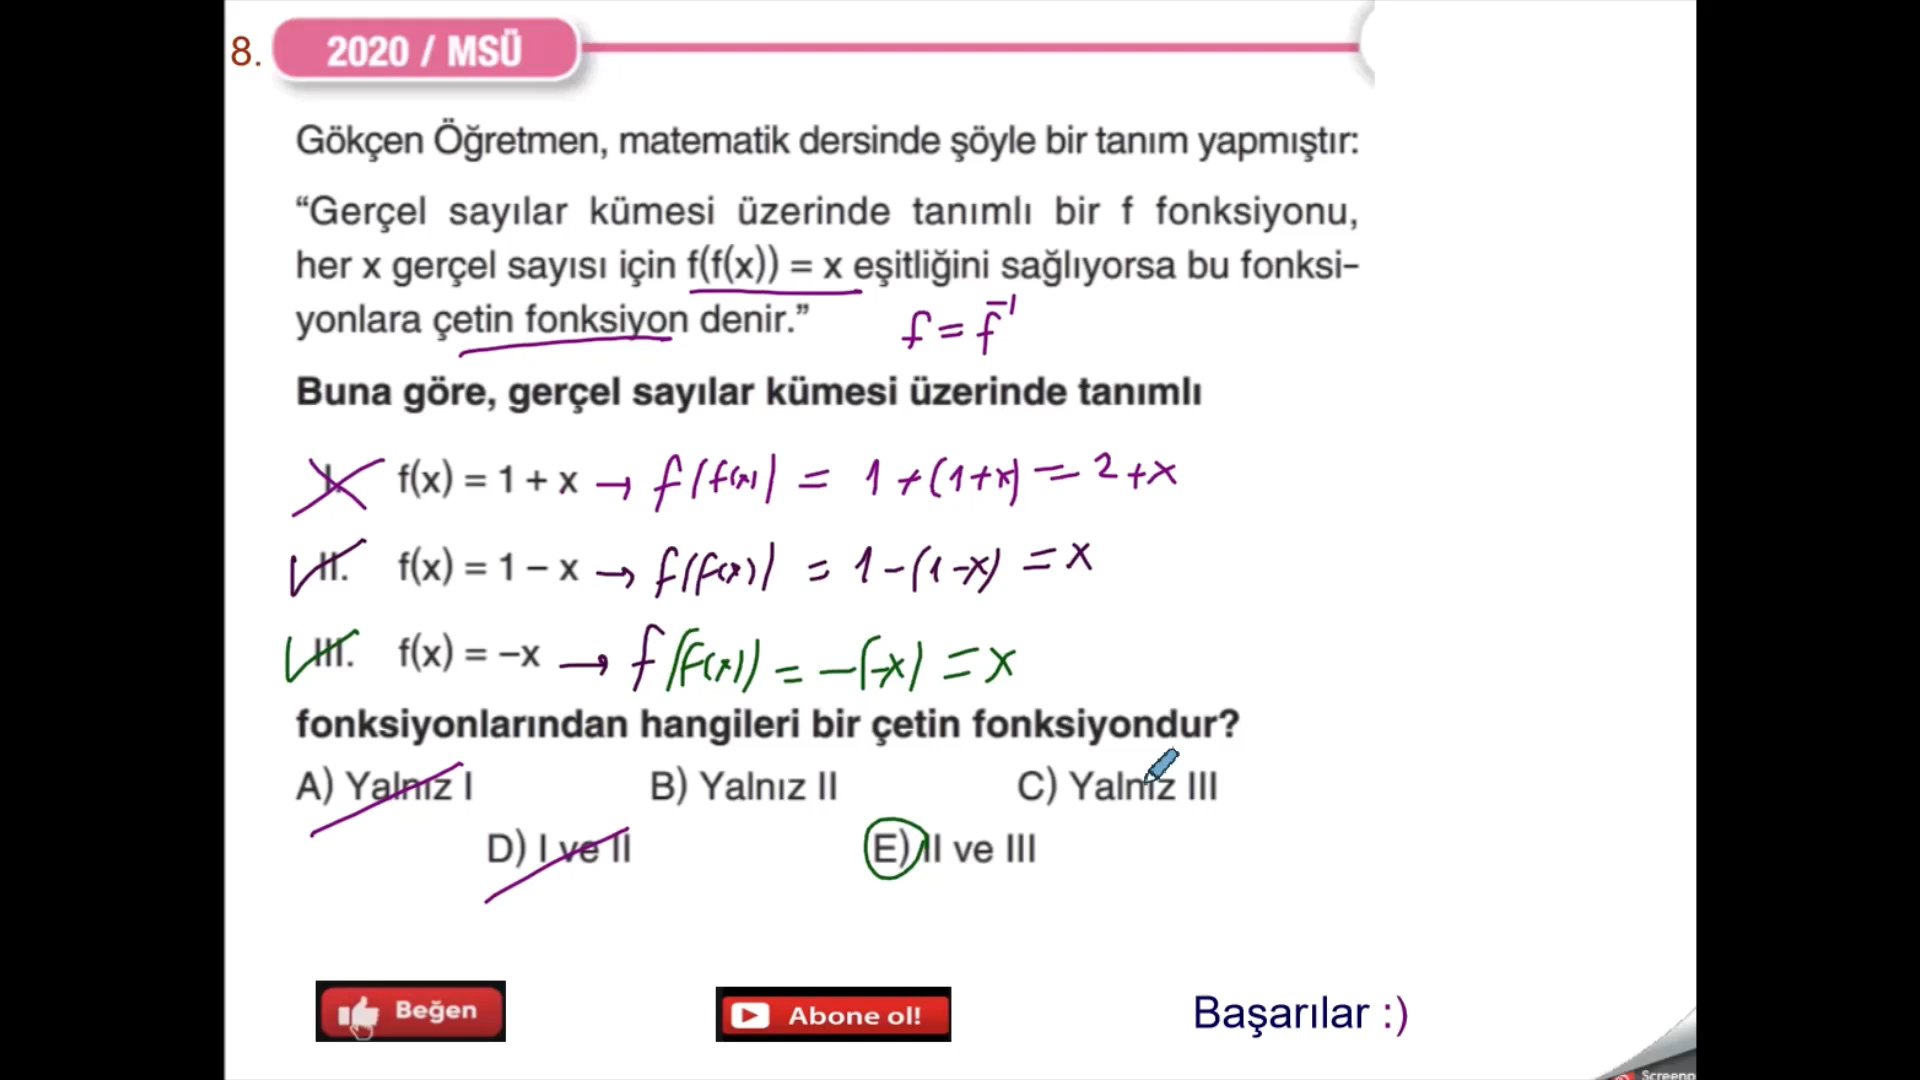 8. 2020 / MSÜ
Gökçen Öğretmen, matematik dersinde şöyle bir tanım yapmıştır:
“Gerçel sayılar kümesi üzerinde tanımlı bir f fonksiyonu,
her x gerçel sayısı için f(f(x)) = x eşitliğini sağlıyorsa bu fonksi-
yonlara çetin fonksiyon denir.” f = f⁻¹
Buna göre, gerçel sayılar kümesi üzerinde tanımlı
I. f(x) = 1 + x → f(f(x)) = 1 + (1+x) = 2+x
II. f(x) = 1 – x → f(f(x)) = 1-(1-x) = x
III. f(x) = –x → f(f(x)) = -(-x) = x
fonksiyonlarından hangileri bir çetin fonksiyondur?
A) Yalnız I B) Yalnız II C) Yalnız III
D) I ve II E) II ve III
Beğen Abone ol! Başarılar :)